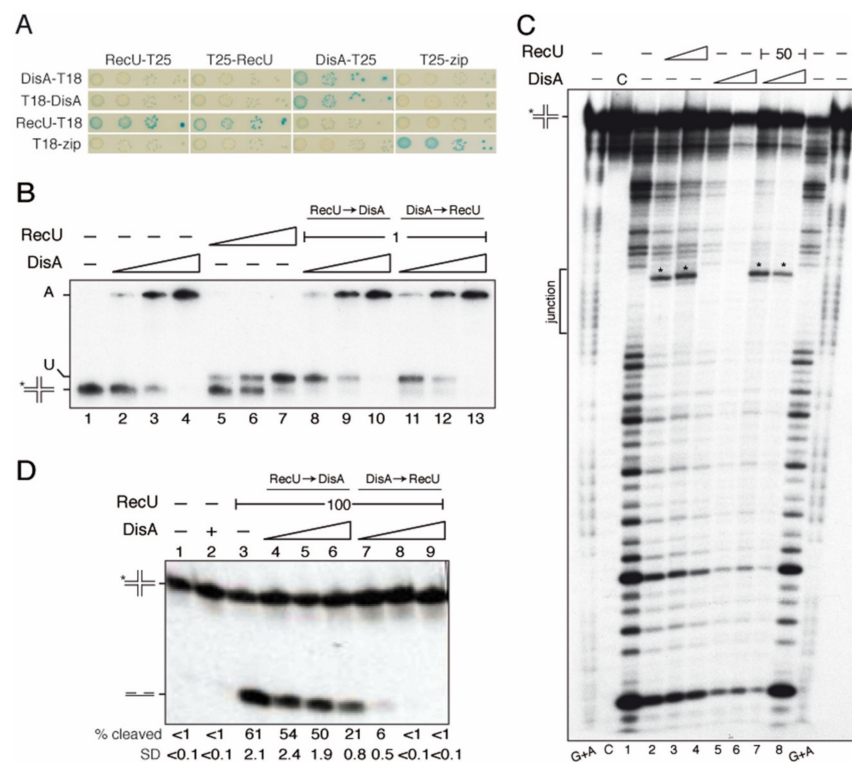 A
RecU-T25 T25-RecU DisA-T25 T25-zip
DisA-T18
T18-DisA
RecU-T18
T18-zip
B
RecU→DisA DisA→RecU
RecU – – – – 1
DisA – – – –
A
U
*
1 2 3 4 5 6 7 8 9 10 11 12 13
C
RecU – – – – – 50 – –
DisA – C – – – – –
*
* * * *
junction
G+A C 1 2 3 4 5 6 7 8 G+A
D
RecU→DisA DisA→RecU
RecU – – 100
DisA – + –
1 2 3 4 5 6 7 8 9
*
% cleaved <1 <1 61 54 50 21 6 <1 <1
SD <0.1 <0.1 2.1 2.4 1.9 0.8 0.5 <0.1 <0.1